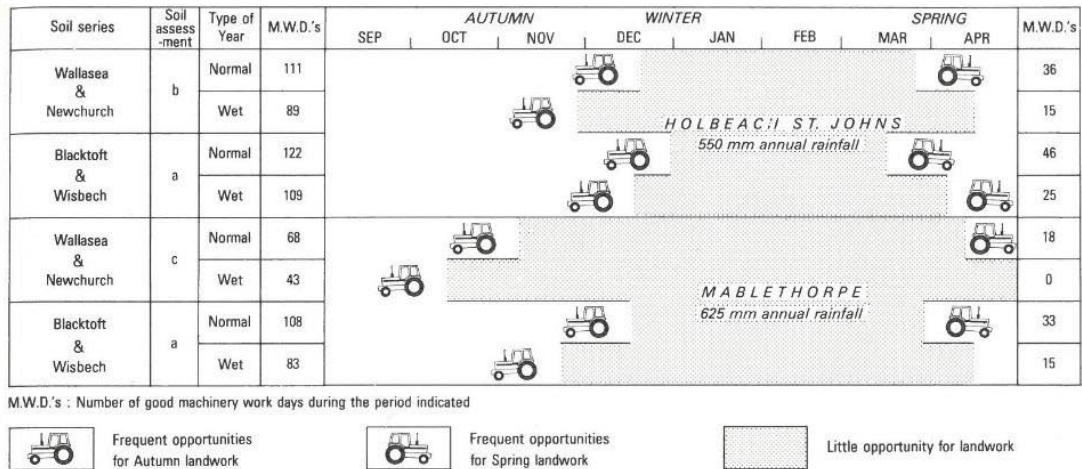 AUTUMN WINTER SPRING
Soil series Soil assess -ment Type of Year M.W.D.'s SEP OCT NOV DEC JAN FEB MAR APR M.W.D.'s
Wallasea & Newchurch b Normal 111 36
Wet 89 15
HOLBEACH ST. JOHNS
550 mm annual rainfall
Blacktoft & Wisbech a Normal 122 46
Wet 109 25
Wallasea & Newchurch c Normal 68 18
Wet 43 0
MABLETHORPE
625 mm annual rainfall
Blacktoft & Wisbech a Normal 108 33
Wet 83 15
M.W.D.'s : Number of good machinery work days during the period indicated
Frequent opportunities
for Autumn landwork
Frequent opportunities
for Spring landwork
Little opportunity for landwork